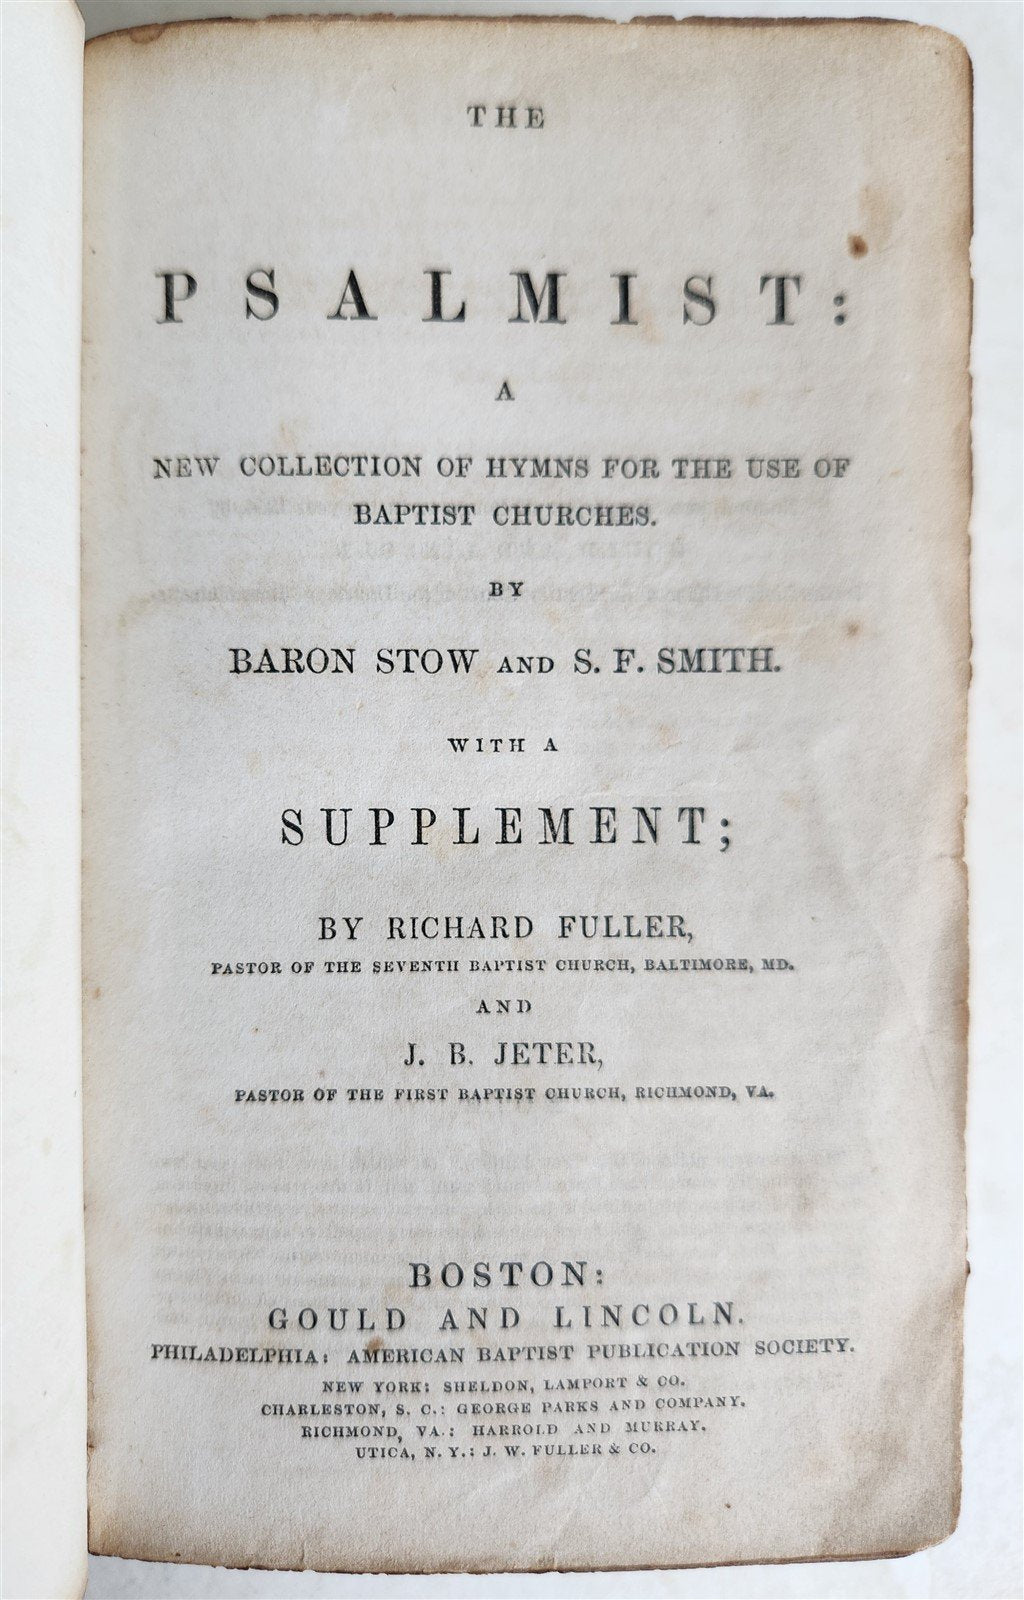 THE
PSALMIST:
A
NEW COLLECTION OF HYMNS FOR THE USE OF
BAPTIST CHURCHES.
BY
BARON STOW AND S. F. SMITH.
WITH A
SUPPLEMENT;
BY RICHARD FULLER,
PASTOR OF THE SEVENTH BAPTIST CHURCH, BALTIMORE, MD.
AND
J. B. JETER,
PASTOR OF THE FIRST BAPTIST CHURCH, RICHMOND, VA.
BOSTON:
GOULD AND LINCOLN.
PHILADELPHIA: AMERICAN BAPTIST PUBLICATION SOCIETY.
NEW YORK: SHELDON, LAMPORT & CO.
CHARLESTON, S. C.: GEORGE PARKS AND COMPANY.
RICHMOND, VA.: HARROLD AND MURRAY.
UTICA, N. Y.: J. W. FULLER & CO.